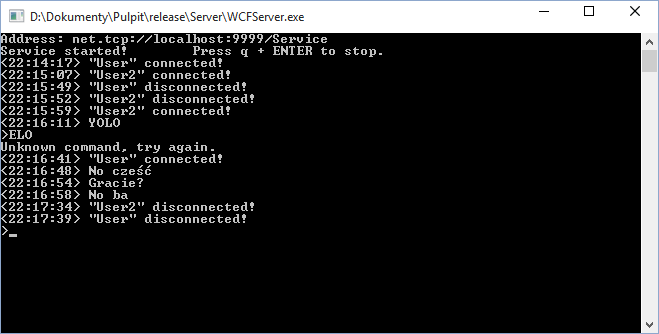 D:\Dokumenty\Pulpit\release\Server\WCFServer.exe
Address: net.tcp://localhost:9999/Service
Service started!        Press q + ENTER to stop.
<22:14:17> "User" connected!
<22:15:07> "User2" connected!
<22:15:49> "User" disconnected!
<22:15:52> "User2" disconnected!
<22:15:59> "User2" connected!
<22:16:11> YOLO
>ELO
Unknown command, try again.
<22:16:41> "User" connected!
<22:16:48> No cześć
<22:16:54> Gracie?
<22:16:58> No ba
<22:17:34> "User2" disconnected!
<22:17:39> "User" disconnected!
>_